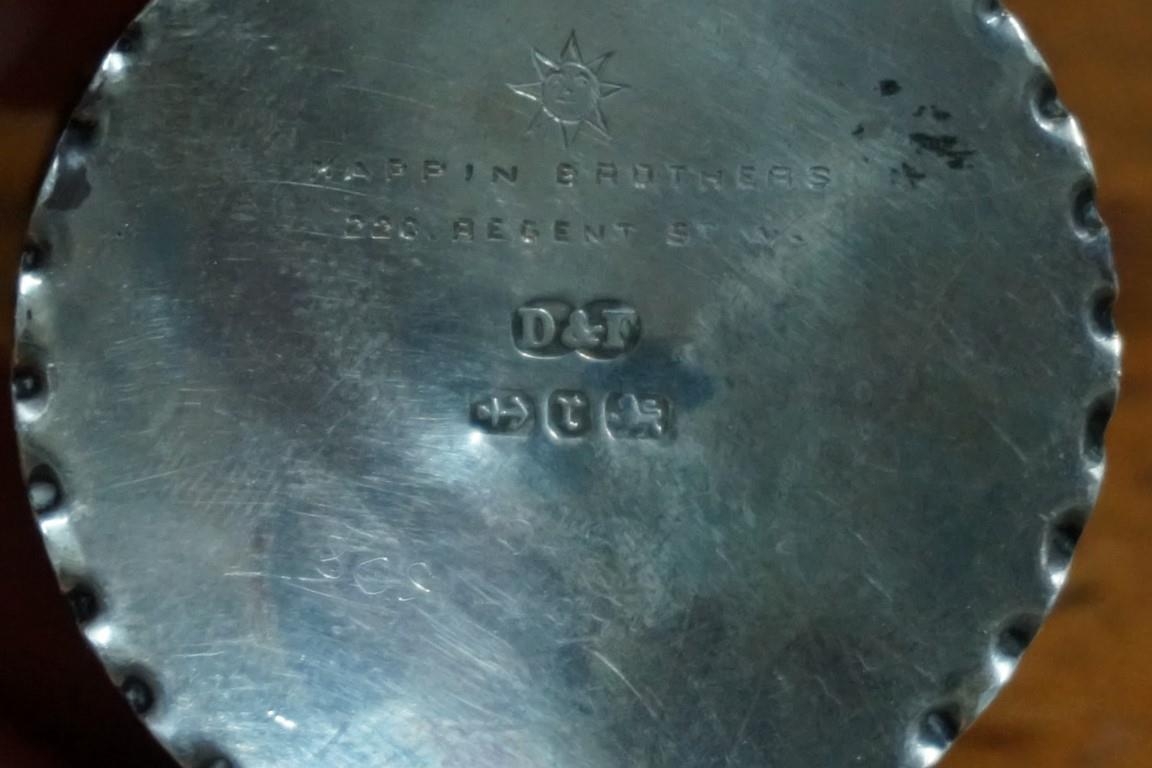 MAPPIN BROTHERS
220, REGENT ST W.
D&F